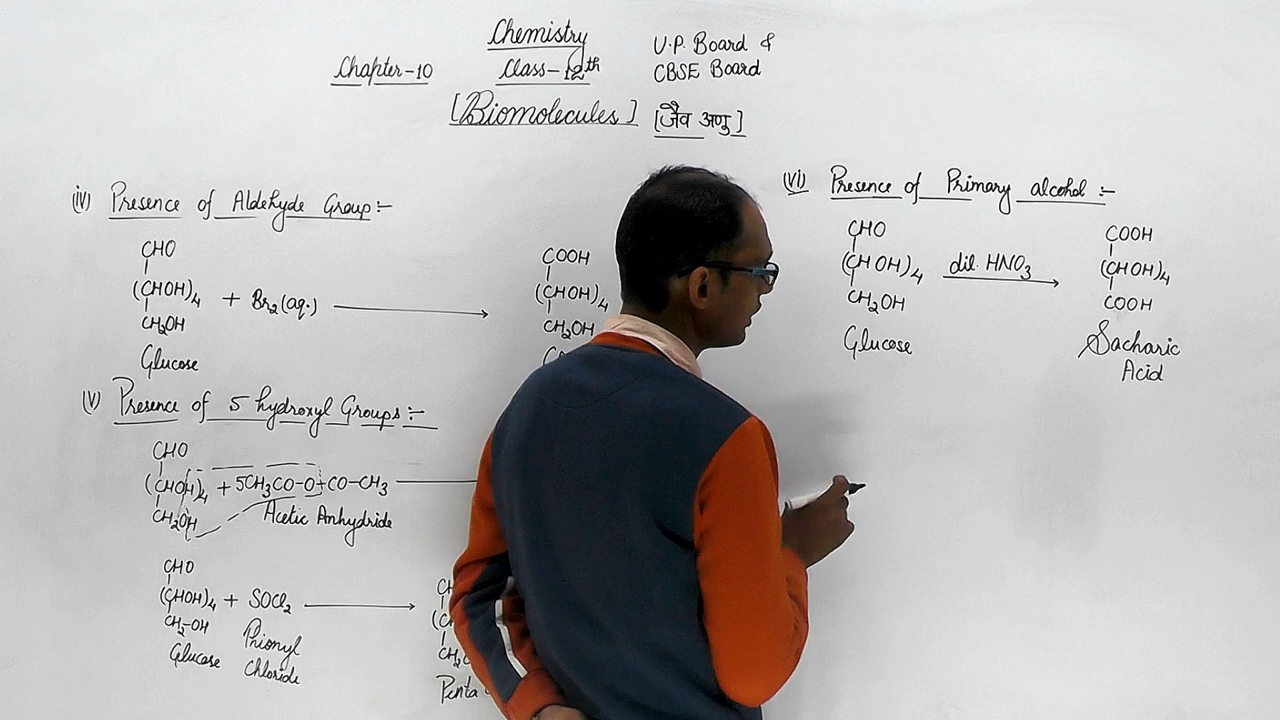 Chemistry
Chapter-10 Class-12th
U.P. Board &
CBSE Board
[Biomolecules] [जैव अणु]
(iv) Presence of Aldehyde Group:-
CHO
(CHOH)4 + Br2(aq.)
CH2OH
Glucose
COOH
(CHOH)4
CH2OH
(V) Presence of 5 hydroxyl Groups:-
CHO
(CHOH)4 + 5CH3CO-O-CO-CH3
CH2OH
Acetic Anhydride
CHO
(CHOH)4 + SOCl2
CH2-OH
Glucose
Chloride
Penta
(VI) Presence of Primary alcohol:-
CHO
(CHOH)4 dil. HNO3
CH2OH
Glucose
COOH
(CHOH)4
COOH
Sacharic
Acid